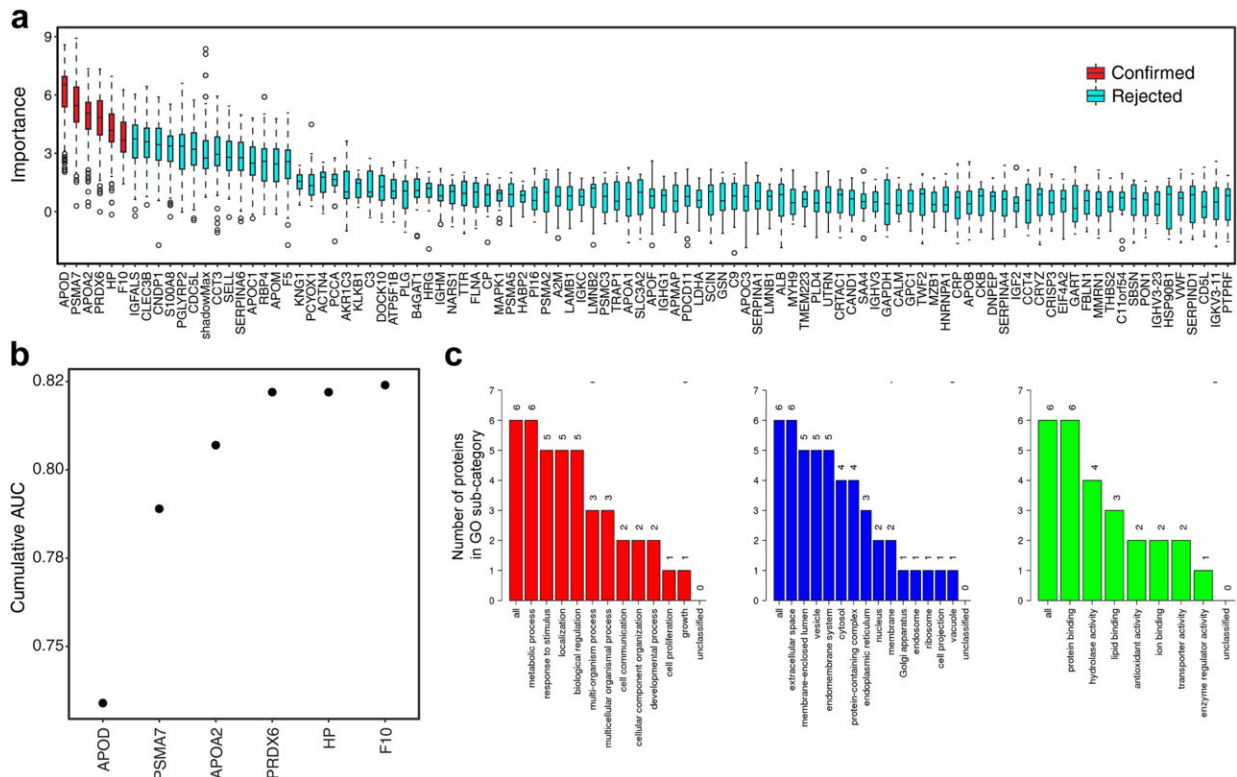 a
Importance
9
6
3
0
Confirmed
Rejected
APOD
PSMA7
APOA2
PRDX6
HP
F10
IGFALS
CLEC3B
CNDP1
S100A8
PGLYRP2
CDC5L
shadowMax
CCT3
SELL
SERPINA6
APOC1
RBP4
APOM
F5
KNG1
PCYOX1
ACTN4
PCCA
AKR1C3
KLKB1
C3
DOCK10
ATP5F1B
PLG
B4GAT1
HRG
IGHM
NARS1
TTR
FLNA
CP
MAPK1
PSMA5
HABP2
ARPI16
PSMA2
A2M
LAMB1
IGKC
LMNB2
PSMC3
TRAP1
APOA1
SLC3A2
APOF
IGHG1
APMAP
PDCD11
LDHA
SCIN
GSN
C9
APOC3
SERPINA1
LMNB1
ALB
MYH9
TMEM223
PLD4
UTRN
CRTAP
CAND1
SAA4
IGHV3
GAPDH
CALM
GPC1
TWF2
MZB1
HNRNPA1
CRP
APOB
CKB
DNPEP
SERPINA4
IGF2
CCT4
CPZ
CRISP3
EIF4A2
GART
FBLN1
MMRN1
THBS2
C11orf54
SBSN
PON1
IGHV3-23
HSP90B1
VWF
SERPIND1
CD5L
IGKV3-11
PTPRF
b
Cumulative AUC
0.82
0.80
0.78
0.75
APOD
PSMA7
APOA2
PRDX6
HP
F10
c
Number of proteins
in GO sub-category
7
6
5
4
3
2
1
0
6
6
5
5
5
3
3
2
2
2
1
1
0
all
metabolic process
response to stimulus
localization
biological regulation
multi-organism process
multicellular organismal process
cell communication
cellular component organization
developmental process
cell proliferation
growth
unclassified
7
6
5
4
3
2
1
0
6
6
5
5
5
4
4
3
2
2
1
1
1
1
1
0
all
extracellular space
membrane-enclosed lumen
vesicle
endomembrane system
cytosol
protein-containing complex
endoplasmic reticulum
nucleus
membrane
Golgi apparatus
endosome
ribosome
cell projection
vacuole
unclassified
7
6
5
4
3
2
1
0
6
6
4
3
2
2
2
1
0
all
protein binding
hydrolase activity
lipid binding
antioxidant activity
ion binding
transporter activity
enzyme regulator activity
unclassified